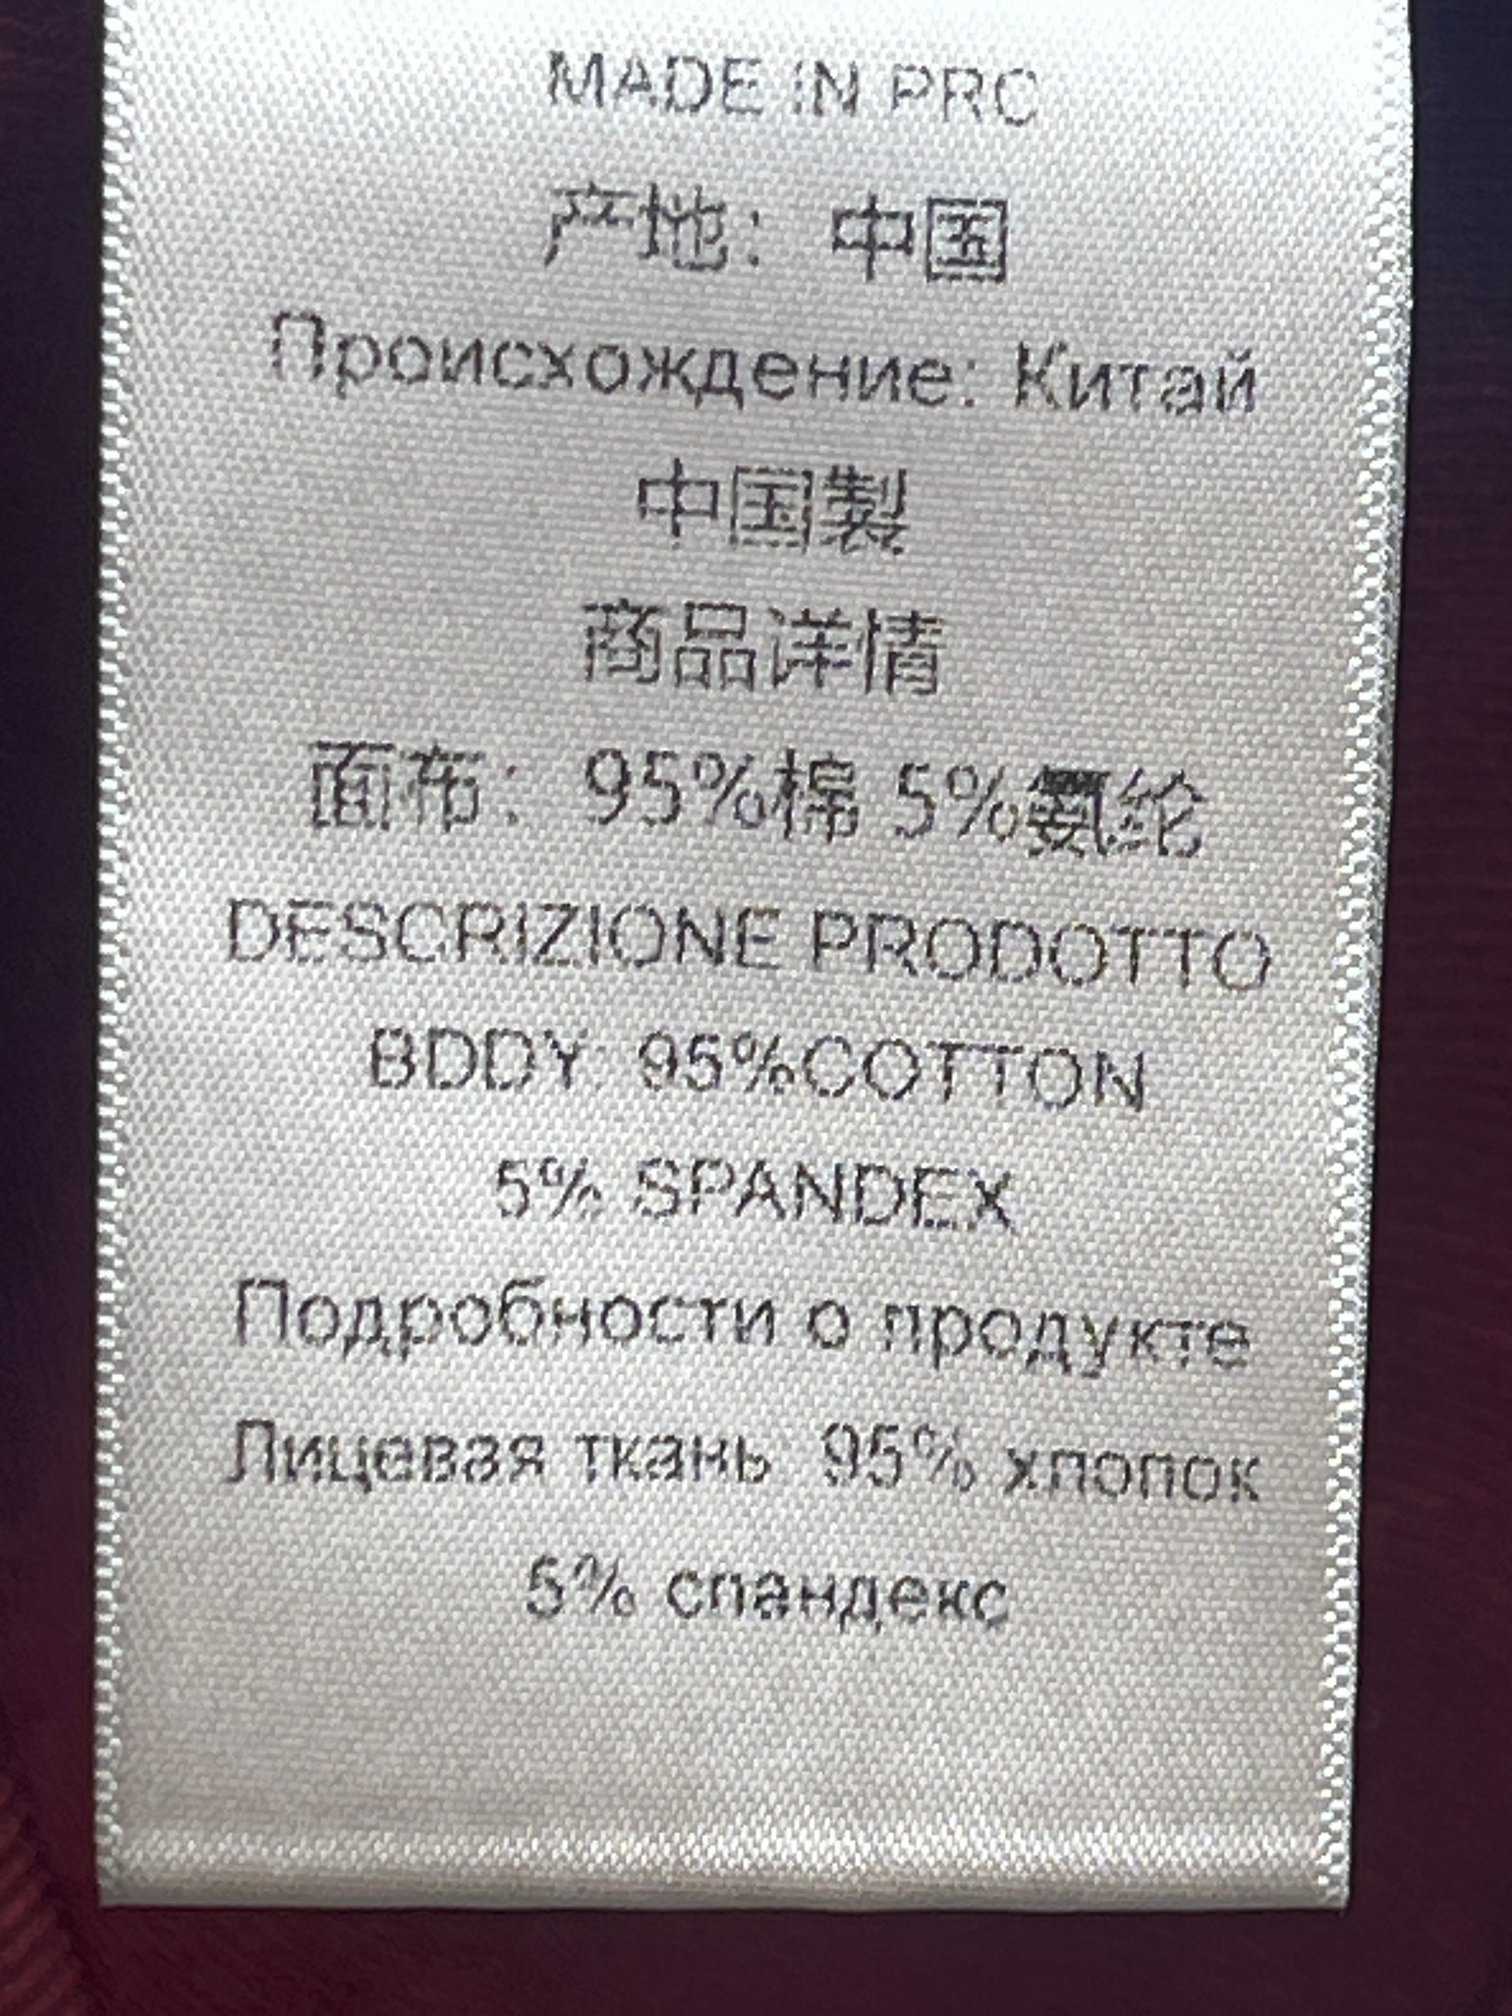 MADE IN PRC
产地：中国
Происхождение: Китай
中国製
商品详情
面布：95%棉 5%氨纶
DESCRIZIONE PRODOTTO
BDDY: 95%COTTON
5% SPANDEX
Подробности о продукте
Лицевая ткань: 95% хлопок
5% спандекс